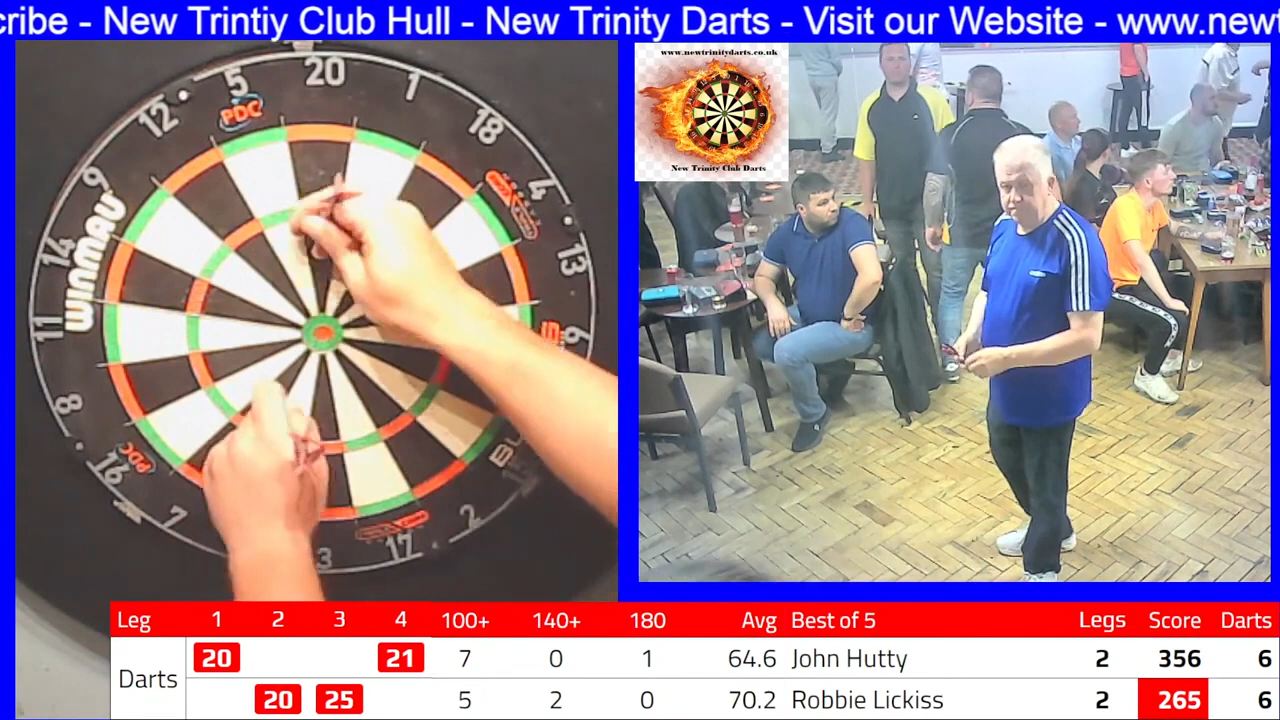 cribe - New Trintiy Club Hull - New Trinity Darts - Visit our Website - www.newt
www.newtrinitydarts.co.uk
New Trinity Club Darts
20 1 18 4 13 6 2 17 3 7 16 8 11 14 9 12 5
PDC
WINMAU
PDC
Leg 1 2 3 4 100+ 140+ 180 Avg Best of 5 Legs Score Darts
Darts
20 21 7 0 1 64.6 John Hutty 2 356 6
20 25 5 2 0 70.2 Robbie Lickiss 2 265 6